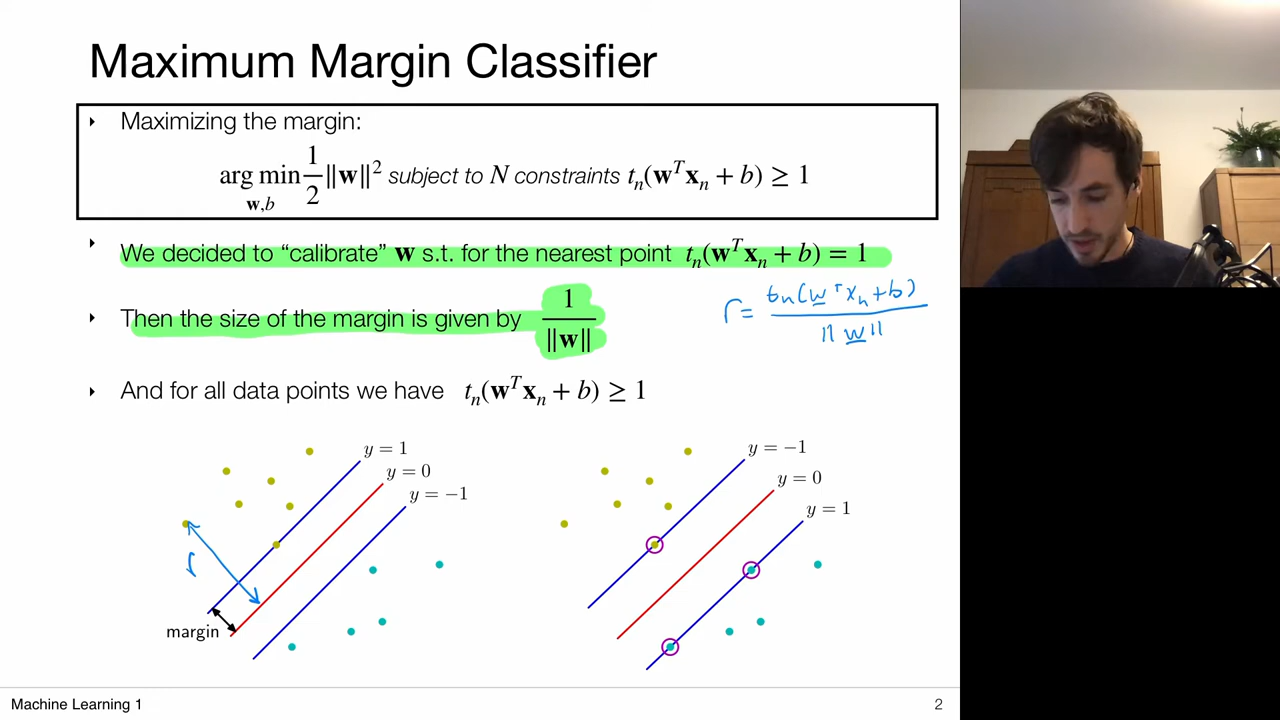 Maximum Margin Classifier
‣ Maximizing the margin:
arg min_{w,b} 1/2 ‖w‖² subject to N constraints tₙ(wᵀxₙ + b) ≥ 1
‣ We decided to “calibrate” w s.t. for the nearest point tₙ(wᵀxₙ + b) = 1
‣ Then the size of the margin is given by 1/‖w‖
r = tₙ(wᵀxₙ+b) / ‖w‖
‣ And for all data points we have tₙ(wᵀxₙ + b) ≥ 1
y = 1
y = 0
y = −1
r
margin
y = −1
y = 0
y = 1
Machine Learning 1
2